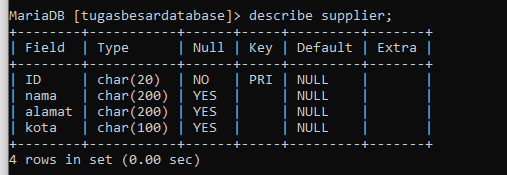 MariaDB [tugasbesardatabase]> describe supplier;
+--------+-----------+------+-----+---------+-------+
| Field  | Type      | Null | Key | Default | Extra |
+--------+-----------+------+-----+---------+-------+
| ID     | char(20)  | NO   | PRI | NULL    |       |
| nama   | char(200) | YES  |     | NULL    |       |
| alamat | char(200) | YES  |     | NULL    |       |
| kota   | char(100) | YES  |     | NULL    |       |
+--------+-----------+------+-----+---------+-------+
4 rows in set (0.00 sec)